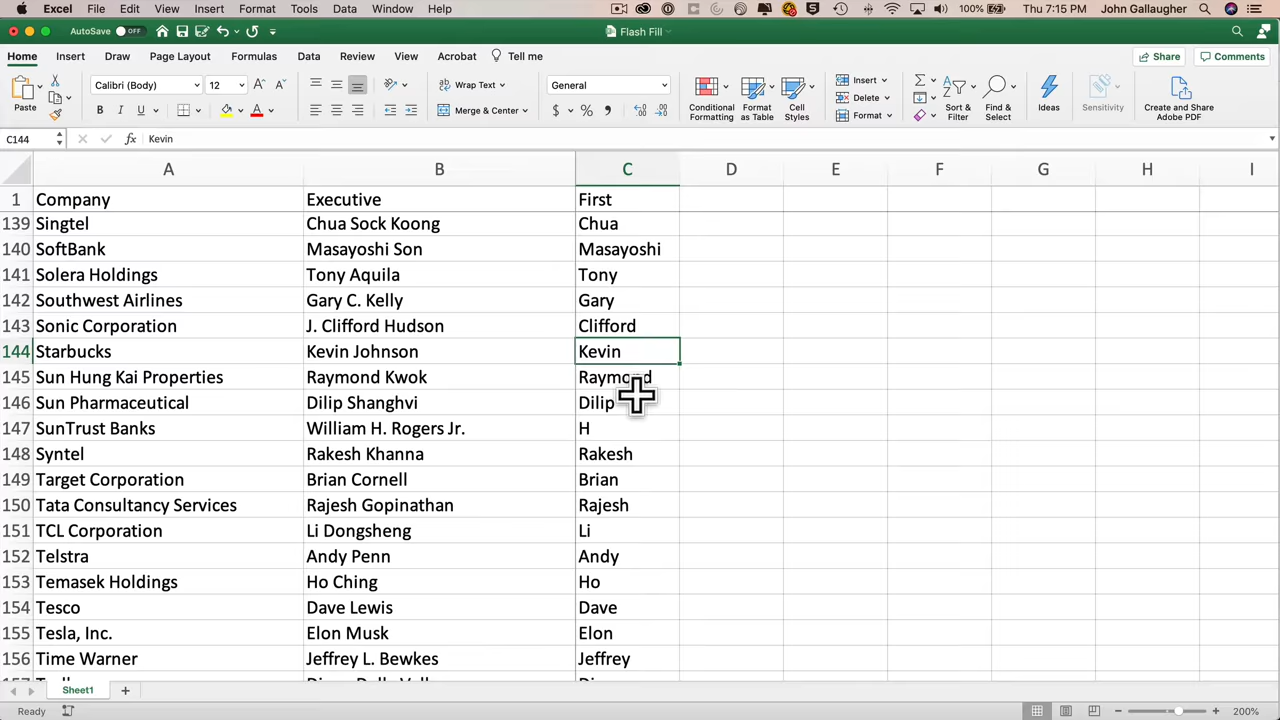 Excel File Edit View Insert Format Tools Data Window Help 100% Thu 7:15 PM John Gallaugher
AutoSave OFF Flash Fill
Home Insert Draw Page Layout Formulas Data Review View Acrobat Tell me Share Comments
Paste Calibri (Body) 12 Wrap Text General Conditional Formatting Format as Table Cell Styles Insert Sort & Filter Find & Select Ideas Sensitivity Create and Share Adobe PDF
B I U Merge & Center $ % Delete
Format
C144 fx Kevin
A B C D E F G H I
1 Company Executive First
139 Singtel Chua Sock Koong Chua
140 SoftBank Masayoshi Son Masayoshi
141 Solera Holdings Tony Aquila Tony
142 Southwest Airlines Gary C. Kelly Gary
143 Sonic Corporation J. Clifford Hudson Clifford
144 Starbucks Kevin Johnson Kevin
145 Sun Hung Kai Properties Raymond Kwok Raymond
146 Sun Pharmaceutical Dilip Shanghvi Dilip
147 SunTrust Banks William H. Rogers Jr. H
148 Syntel Rakesh Khanna Rakesh
149 Target Corporation Brian Cornell Brian
150 Tata Consultancy Services Rajesh Gopinathan Rajesh
151 TCL Corporation Li Dongsheng Li
152 Telstra Andy Penn Andy
153 Temasek Holdings Ho Ching Ho
154 Tesco Dave Lewis Dave
155 Tesla, Inc. Elon Musk Elon
156 Time Warner Jeffrey L. Bewkes Jeffrey
Sheet1
Ready 200%